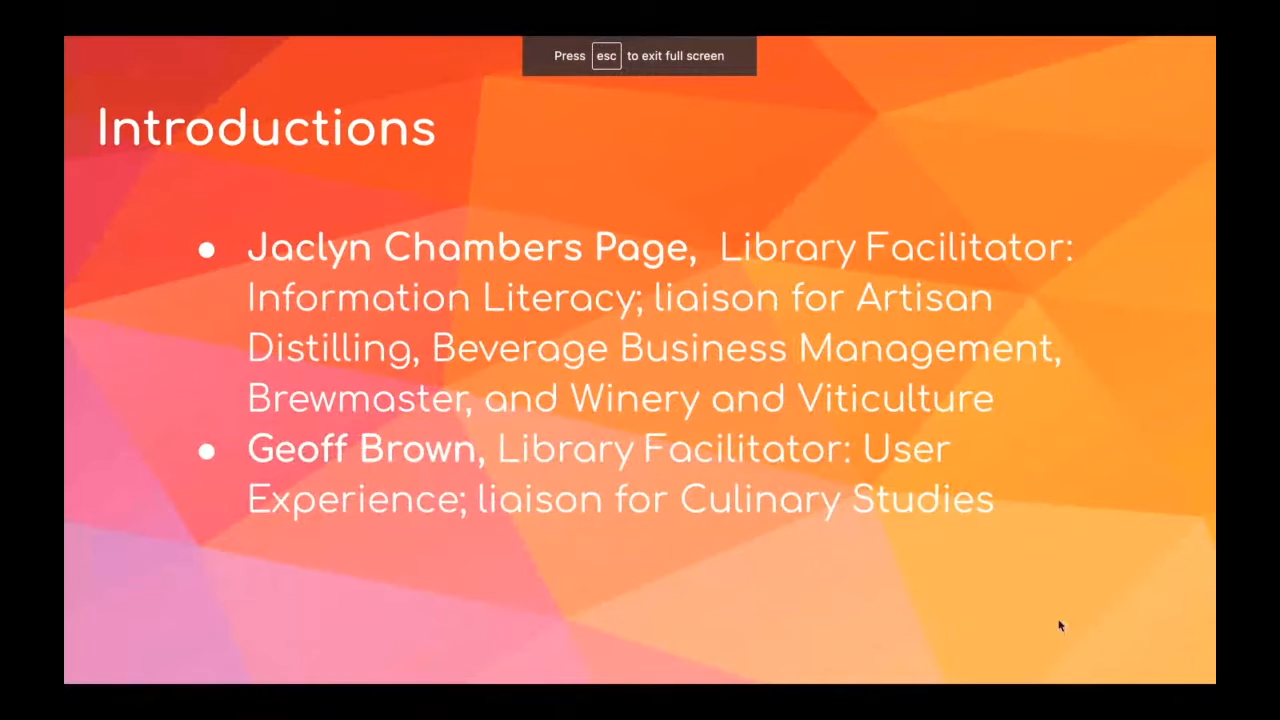 Press esc to exit full screen
Introductions
● Jaclyn Chambers Page, Library Facilitator:
Information Literacy; liaison for Artisan
Distilling, Beverage Business Management,
Brewmaster, and Winery and Viticulture
● Geoff Brown, Library Facilitator: User
Experience; liaison for Culinary Studies